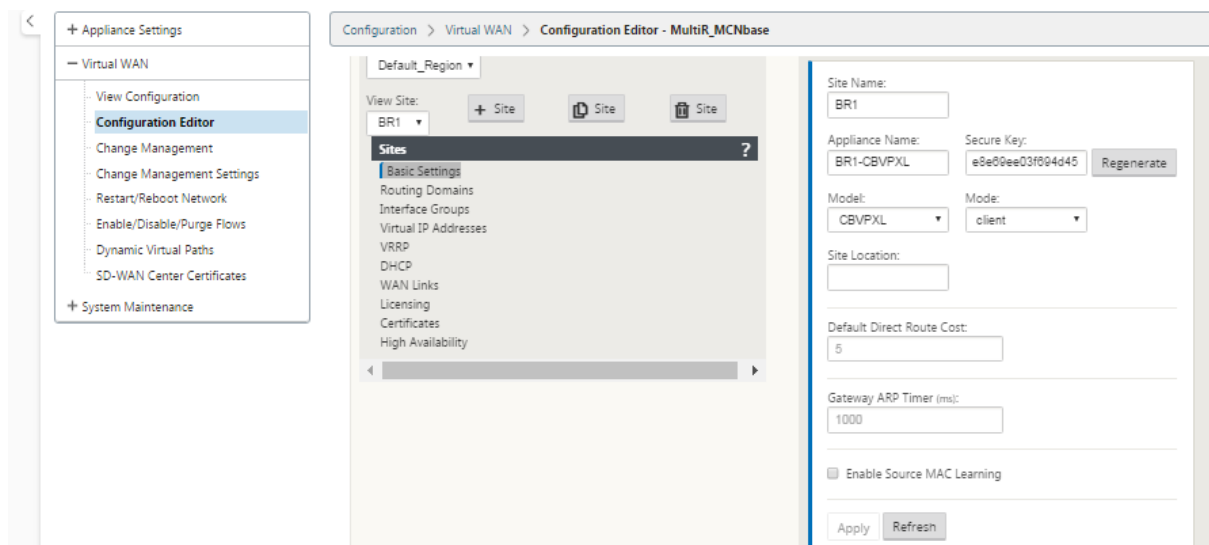 + Appliance Settings
− Virtual WAN
View Configuration
Configuration Editor
Change Management
Change Management Settings
Restart/Reboot Network
Enable/Disable/Purge Flows
Dynamic Virtual Paths
SD-WAN Center Certificates
+ System Maintenance
Configuration > Virtual WAN > Configuration Editor - MultiR_MCNbase
Default_Region
View Site:
BR1
+ Site
Site
Site
Sites ?
Basic Settings
Routing Domains
Interface Groups
Virtual IP Addresses
VRRP
DHCP
WAN Links
Licensing
Certificates
High Availability
Site Name:
BR1
Appliance Name: Secure Key:
BR1-CBVPXL e8e69ee03f694d45 Regenerate
Model: Mode:
CBVPXL client
Site Location:
Default Direct Route Cost:
5
Gateway ARP Timer (ms):
1000
Enable Source MAC Learning
Apply Refresh